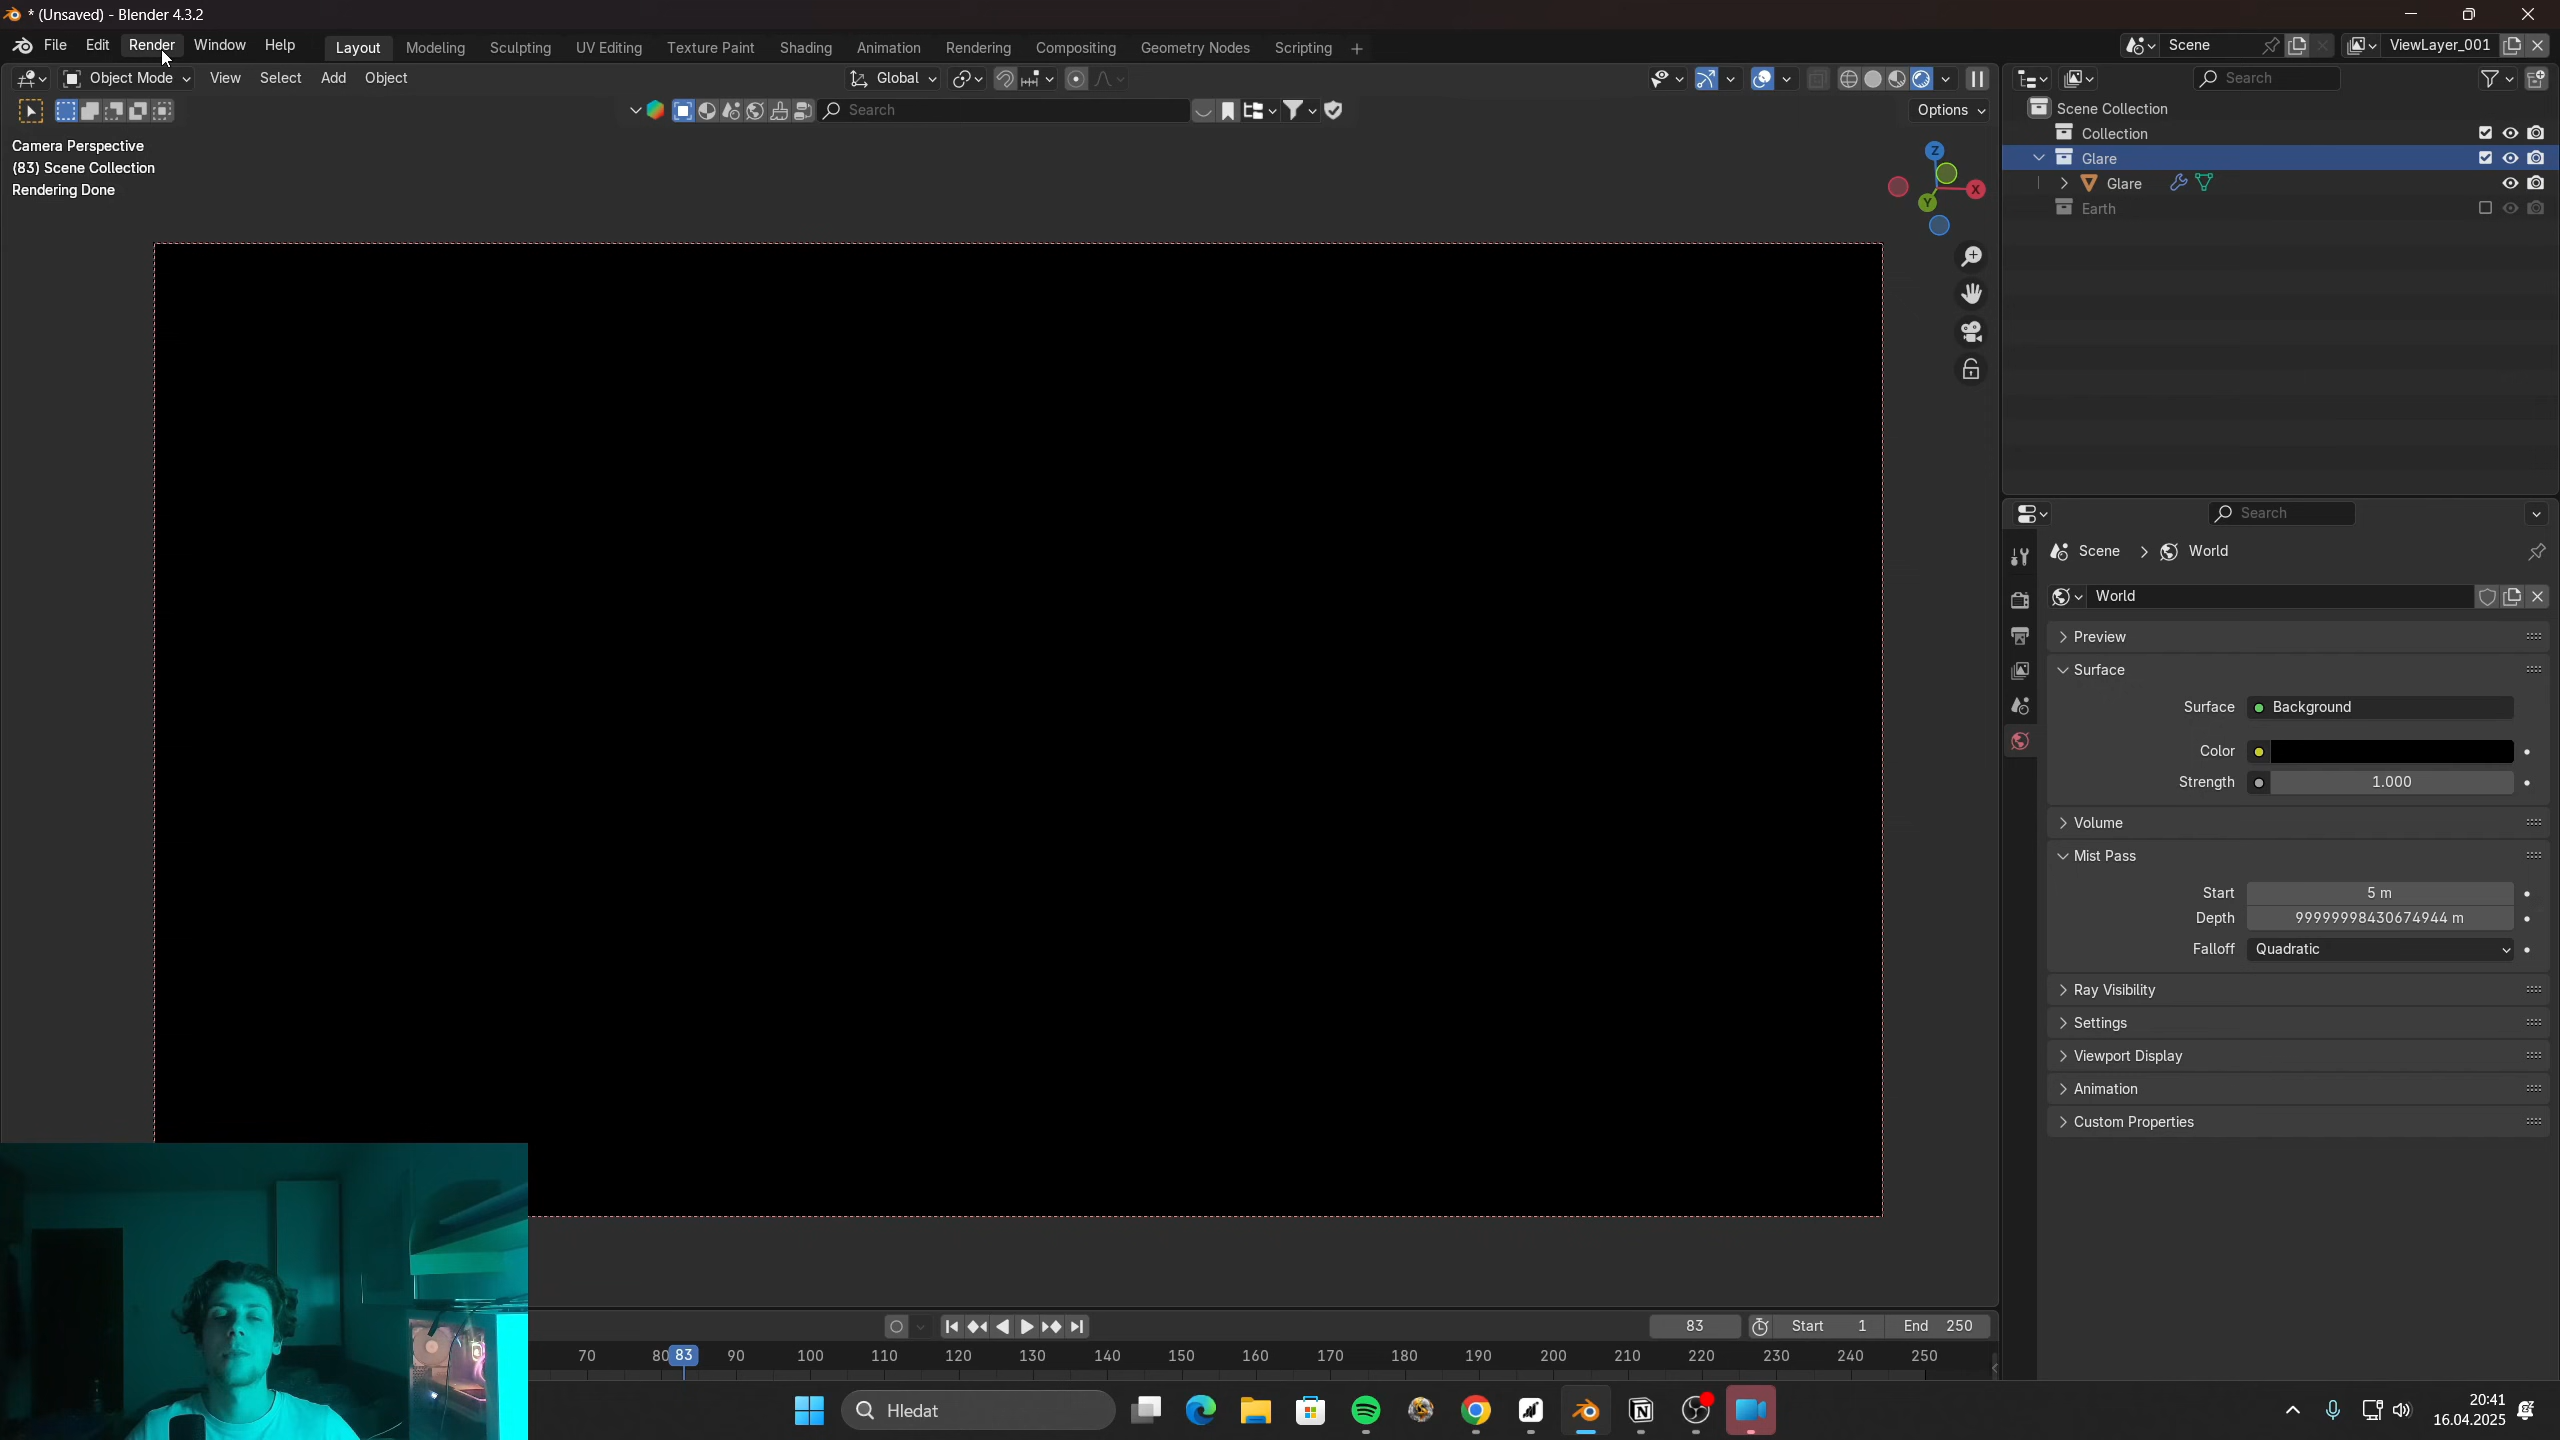 * (Unsaved) - Blender 4.3.2
File Edit Render Window Help Layout Modeling Sculpting UV Editing Texture Paint Shading Animation Rendering Compositing Geometry Nodes Scripting + Scene ViewLayer_001
Object Mode View Select Add Object Global Search
Search Options
Camera Perspective
(83) Scene Collection
Rendering Done
Z
X
Y
Scene Collection
Collection
Glare
Glare
Earth
Search
Scene > World
World
Preview
Surface
Surface Background
Color
Strength 1.000
Volume
Mist Pass
Start 5 m
Depth 99999998430674944 m
Falloff Quadratic
Ray Visibility
Settings
Viewport Display
Animation
Custom Properties
83 Start 1 End 250
70 80 83 90 100 110 120 130 140 150 160 170 180 190 200 210 220 230 240 250
Hledat
20:41
16.04.2025